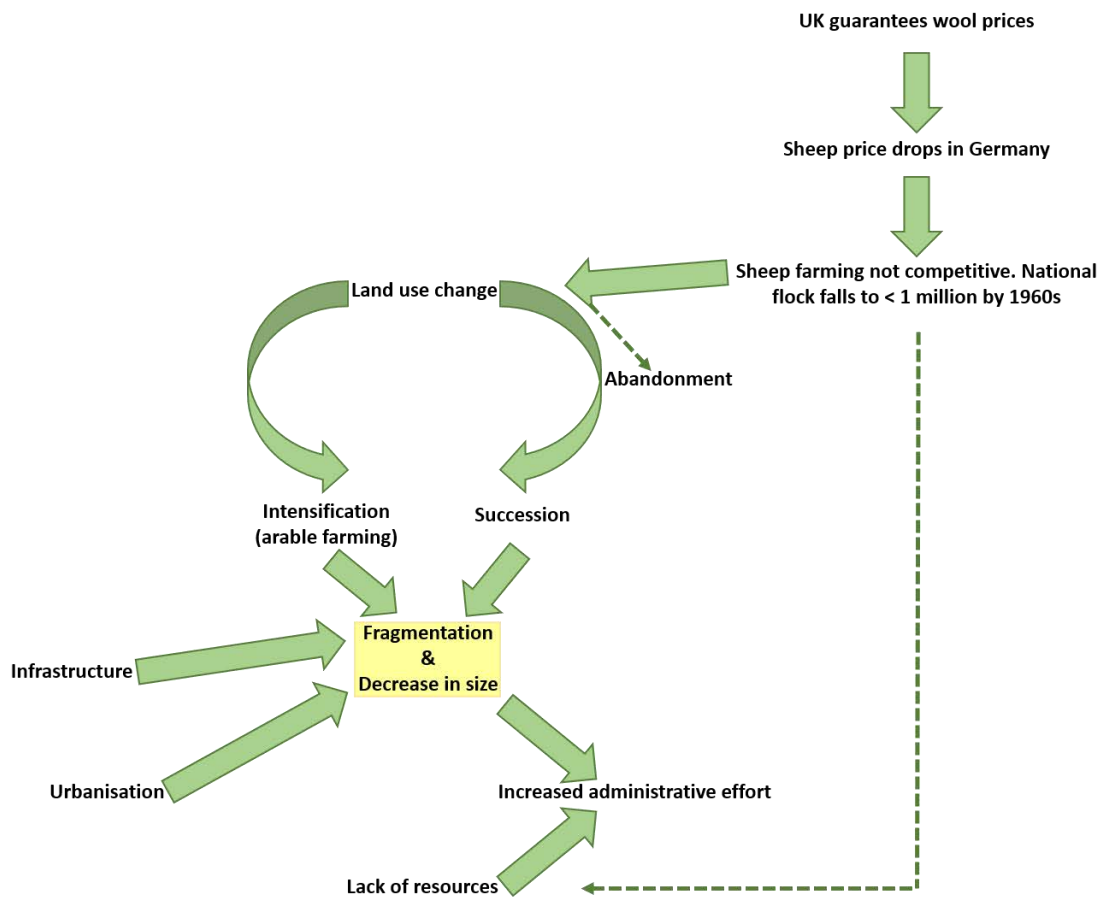 UK guarantees wool prices
Sheep price drops in Germany
Sheep farming not competitive. National
flock falls to < 1 million by 1960s
Land use change
Abandonment
Intensification
(arable farming)
Succession
Fragmentation
&
Decrease in size
Infrastructure
Urbanisation
Increased administrative effort
Lack of resources